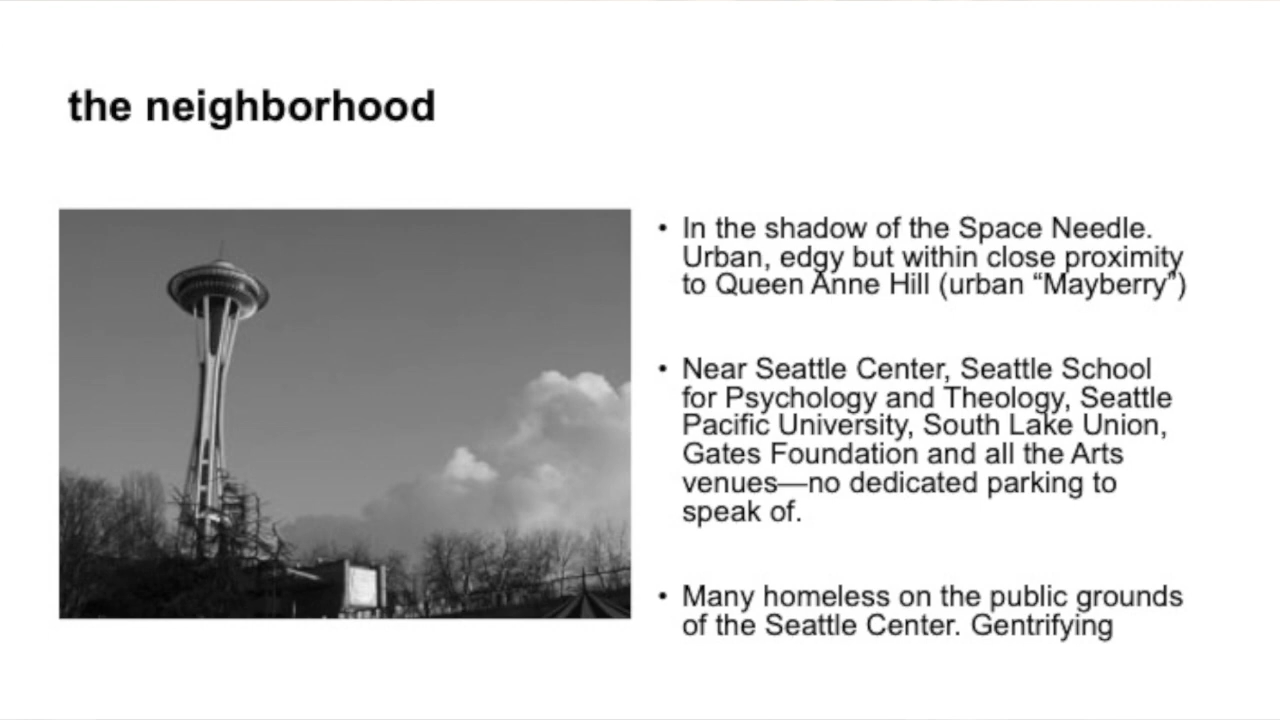 the neighborhood
• In the shadow of the Space Needle.
Urban, edgy but within close proximity
to Queen Anne Hill (urban “Mayberry”)
• Near Seattle Center, Seattle School
for Psychology and Theology, Seattle
Pacific University, South Lake Union,
Gates Foundation and all the Arts
venues—no dedicated parking to
speak of.
• Many homeless on the public grounds
of the Seattle Center. Gentrifying